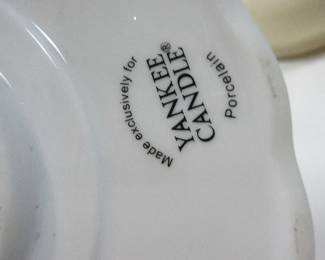 Made exclusively for
YANKEE
CANDLE®
Porcelain